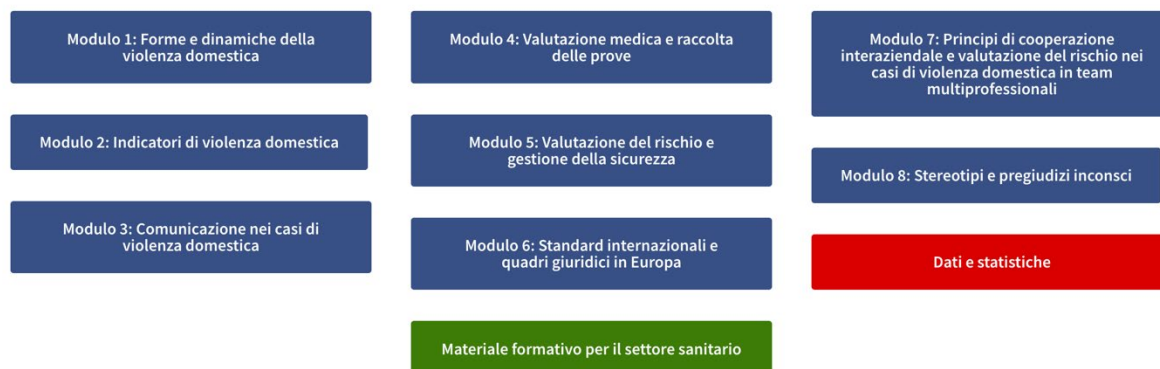 Modulo 1: Forme e dinamiche della
violenza domestica
Modulo 2: Indicatori di violenza domestica
Modulo 3: Comunicazione nei casi di
violenza domestica
Modulo 4: Valutazione medica e raccolta
delle prove
Modulo 5: Valutazione del rischio e
gestione della sicurezza
Modulo 6: Standard internazionali e
quadri giuridici in Europa
Materiale formativo per il settore sanitario
Modulo 7: Principi di cooperazione
interaziendale e valutazione del rischio nei
casi di violenza domestica in team
multiprofessionali
Modulo 8: Stereotipi e pregiudizi inconsci
Dati e statistiche